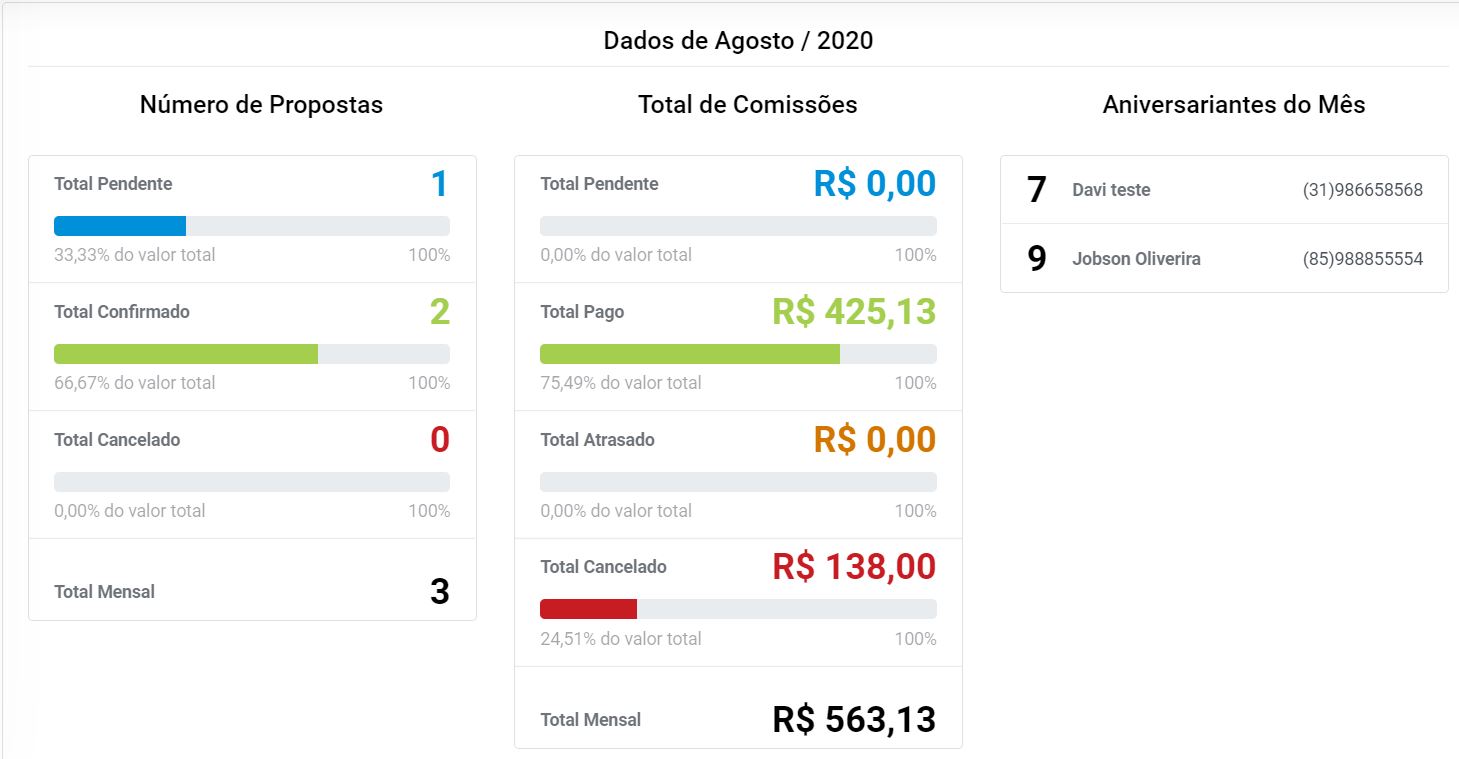 Dados de Agosto / 2020
Número de Propostas
Total Pendente 1
33,33% do valor total 100%
Total Confirmado 2
66,67% do valor total 100%
Total Cancelado 0
0,00% do valor total 100%
Total Mensal 3
Total de Comissões
Total Pendente R$ 0,00
0,00% do valor total 100%
Total Pago R$ 425,13
75,49% do valor total 100%
Total Atrasado R$ 0,00
0,00% do valor total 100%
Total Cancelado R$ 138,00
24,51% do valor total 100%
Total Mensal R$ 563,13
Aniversariantes do Mês
7 Davi teste (31)986658568
9 Jobson Oliverira (85)988855554